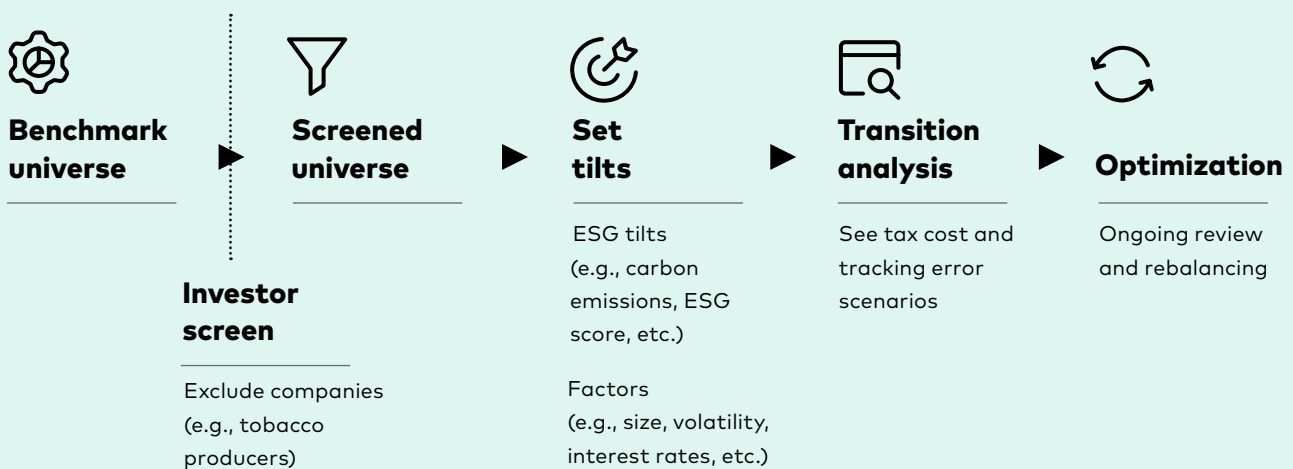 Benchmark
universe
Investor
screen
Exclude companies
(e.g., tobacco
producers)
Screened
universe
Set
tilts
ESG tilts
(e.g., carbon
emissions, ESG
score, etc.)
Factors
(e.g., size, volatility,
interest rates, etc.)
Transition
analysis
See tax cost and
tracking error
scenarios
Optimization
Ongoing review
and rebalancing